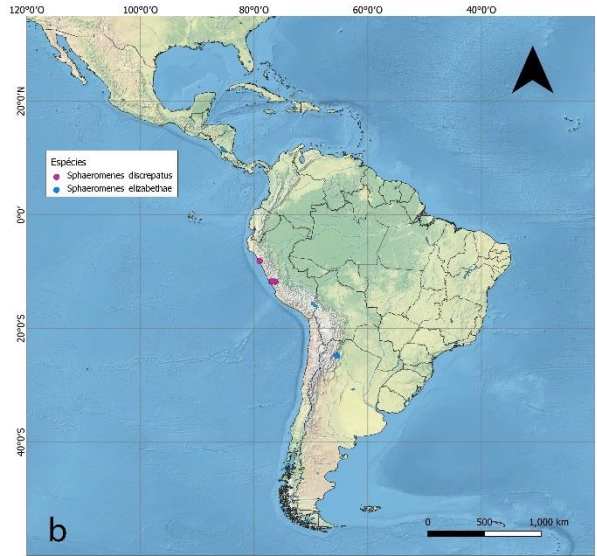 120°0'W 100°0'W 80°0'W 60°0'W 40°0'W
20°0'N
Espécies
Sphaeromenes discrepatus
Sphaeromenes elizabethae
0°0'
20°0'S
40°0'S
b
0 500 1,000 km